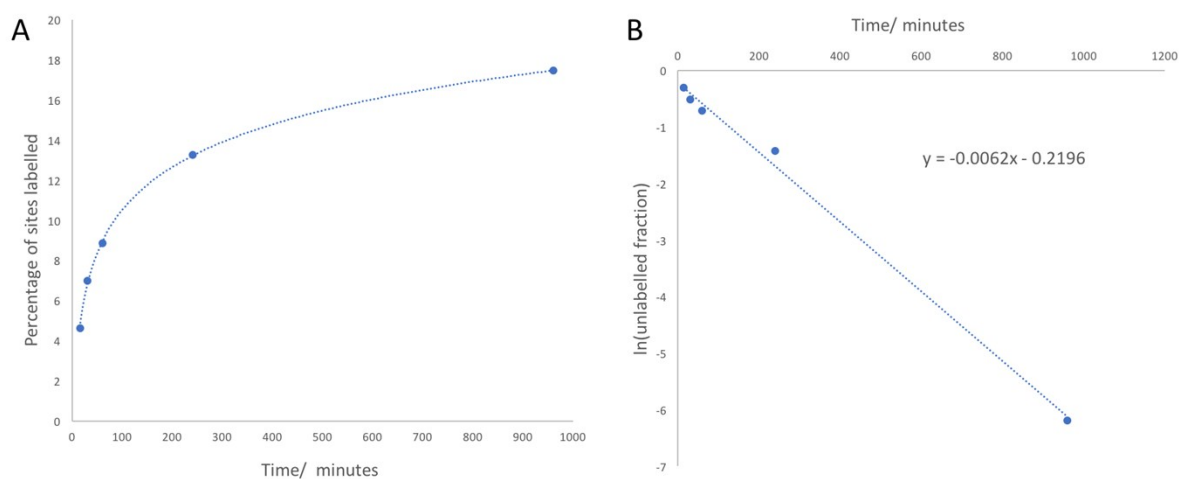 A
Percentage of sites labelled
20
18
16
14
12
10
8
6
4
2
0
0 100 200 300 400 500 600 700 800 900 1000
Time/ minutes
B
Time/ minutes
0 200 400 600 800 1000 1200
ln(unlabelled fraction)
0
-1
-2
-3
-4
-5
-6
-7
y = -0.0062x - 0.2196